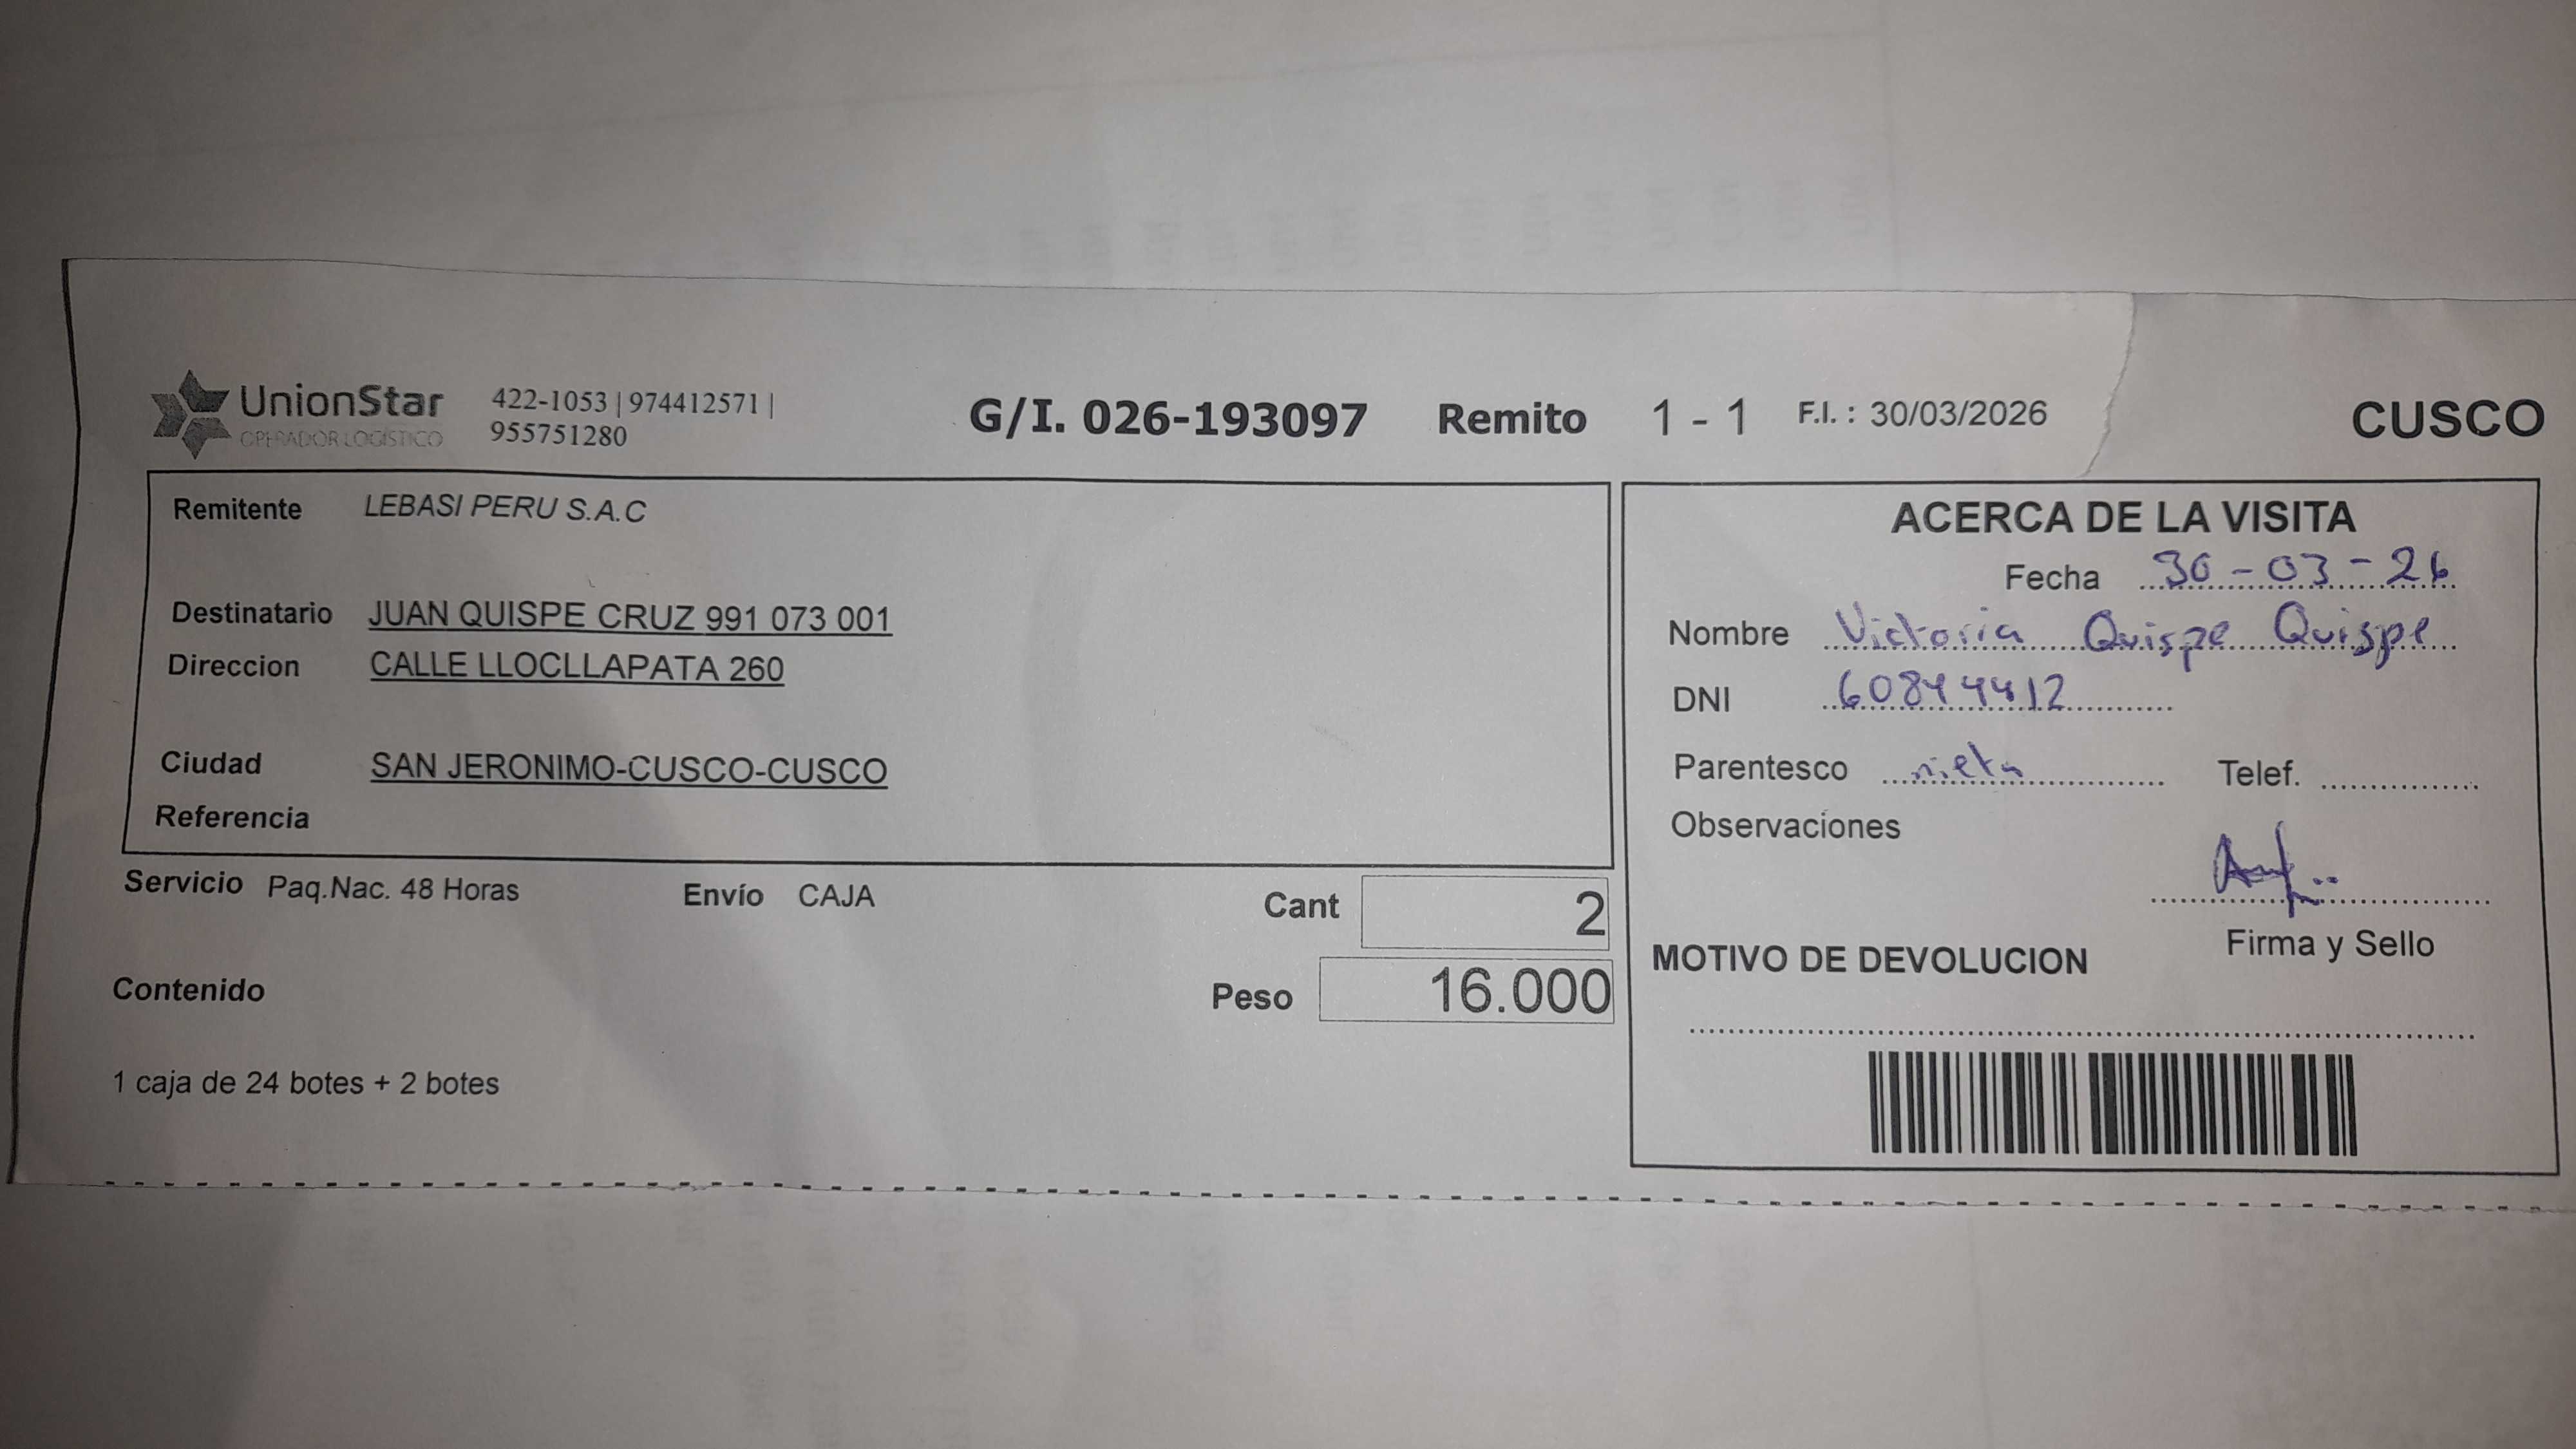 UnionStar
OPERADOR LOGISTICO
422-1053 | 974412571 |
955751280
G/I. 026-193097 Remito 1 - 1 F.I. : 30/03/2026 CUSCO
Remitente LEBASI PERU S.A.C
Destinatario JUAN QUISPE CRUZ 991 073 001
Direccion CALLE LLOCLLAPATA 260
Ciudad SAN JERONIMO-CUSCO-CUSCO
Referencia
Servicio Paq.Nac. 48 Horas Envío CAJA Cant 2
Peso 16.000
Contenido
1 caja de 24 botes + 2 botes
ACERCA DE LA VISITA
Fecha 30-03-26
Nombre Victoria Quispe Quispe
DNI 60844412
Parentesco nieta Telef.
Observaciones
Firma y Sello
MOTIVO DE DEVOLUCION